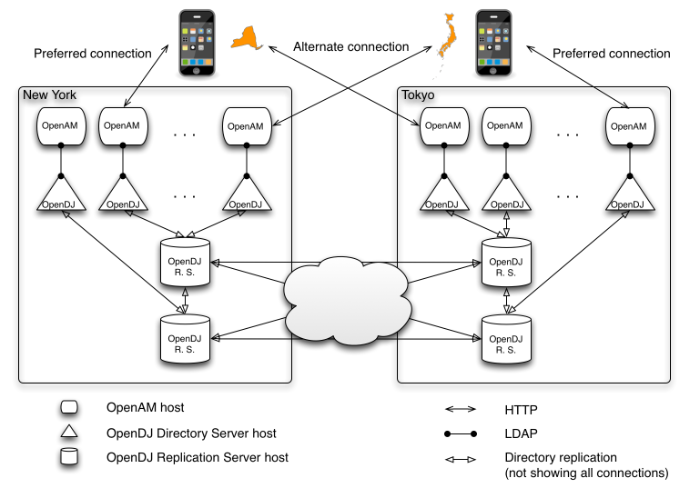 Preferred connection
Alternate connection
Preferred connection
New York
Tokyo
OpenAM
OpenAM
. . .
OpenAM
OpenAM
OpenAM
. . .
OpenAM
OpenDJ
OpenDJ
. . .
OpenDJ
OpenDJ
OpenDJ
. . .
OpenDJ
OpenDJ
R. S.
OpenDJ
R. S.
OpenDJ
R. S.
OpenDJ
R. S.
OpenAM host
OpenDJ Directory Server host
OpenDJ Replication Server host
HTTP
LDAP
Directory replication
(not showing all connections)